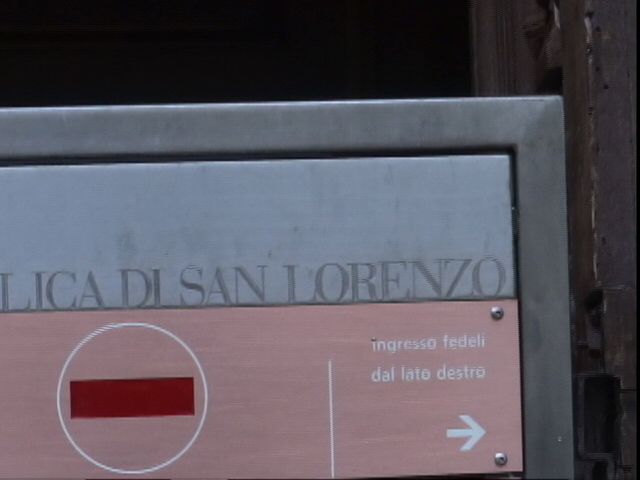 LICA DI SAN LORENZO
ingresso fedeli
dal lato destro